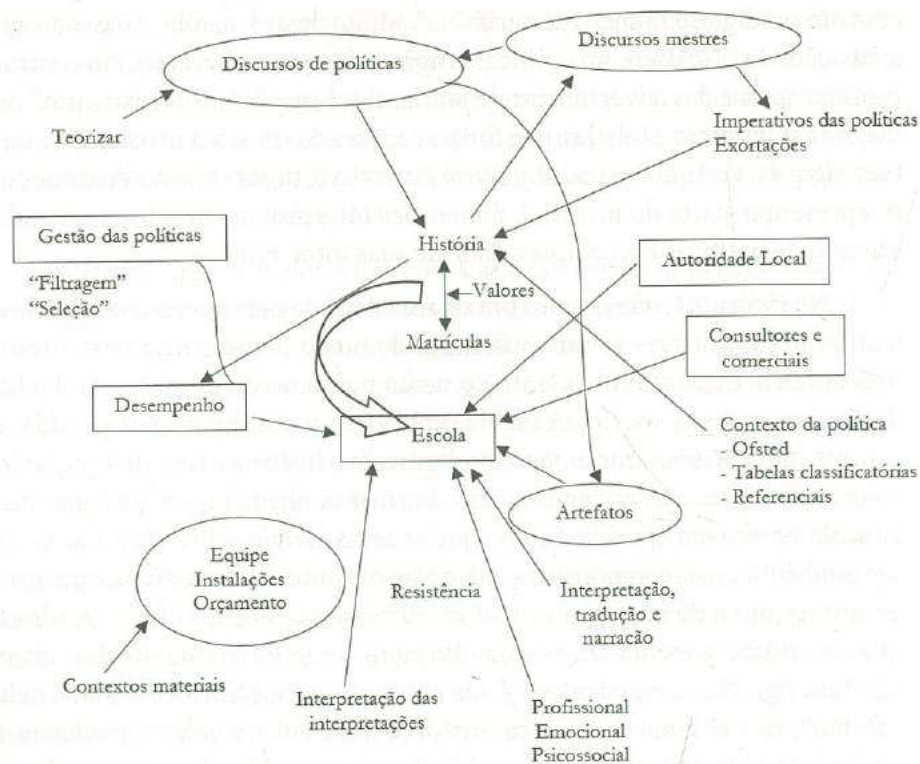 Discursos mestres
Discursos de políticas
Teorizar
Imperativos das políticas
Exortações
Gestão das políticas
"Filtragem"
"Seleção"
História
Valores
Matrículas
Autoridade Local
Consultores e
comerciais
Desempenho
Escola
Contexto da política
- Ofsted
- Tabelas classificatórias
- Referenciais
Artefatos
Equipe
Instalações
Orçamento
Resistência
Interpretação,
tradução e
narração
Contextos materiais
Interpretação das
interpretações
Profissional
Emocional
Psicossocial